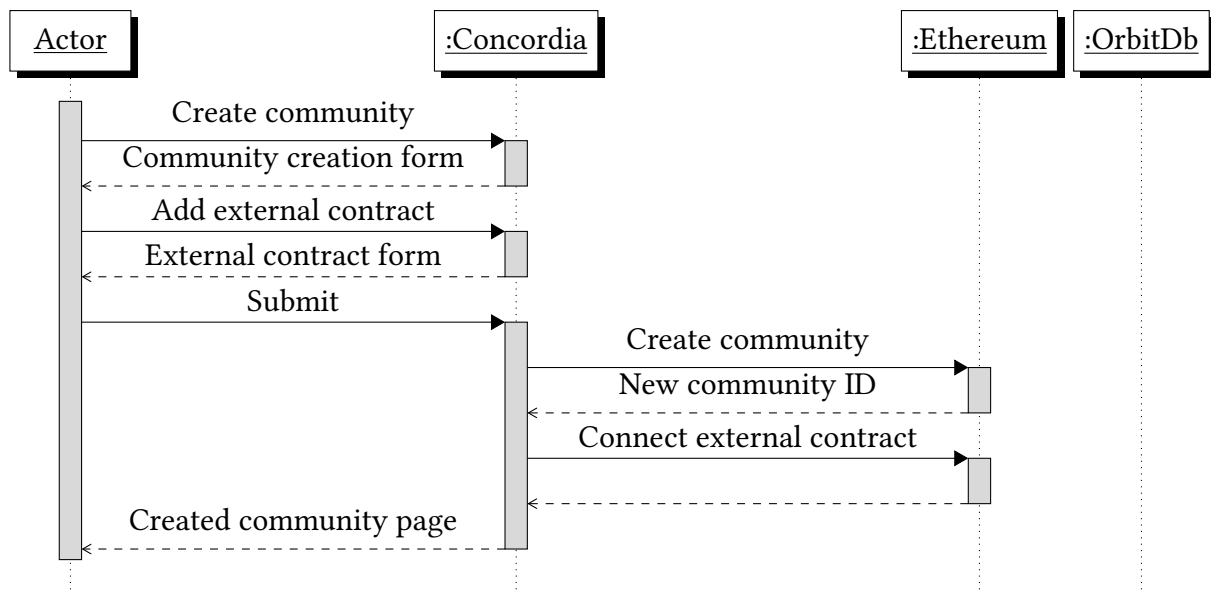 Actor
:Concordia
:Ethereum
:OrbitDb
Create community
Community creation form
Add external contract
External contract form
Submit
Create community
New community ID
Connect external contract
Created community page